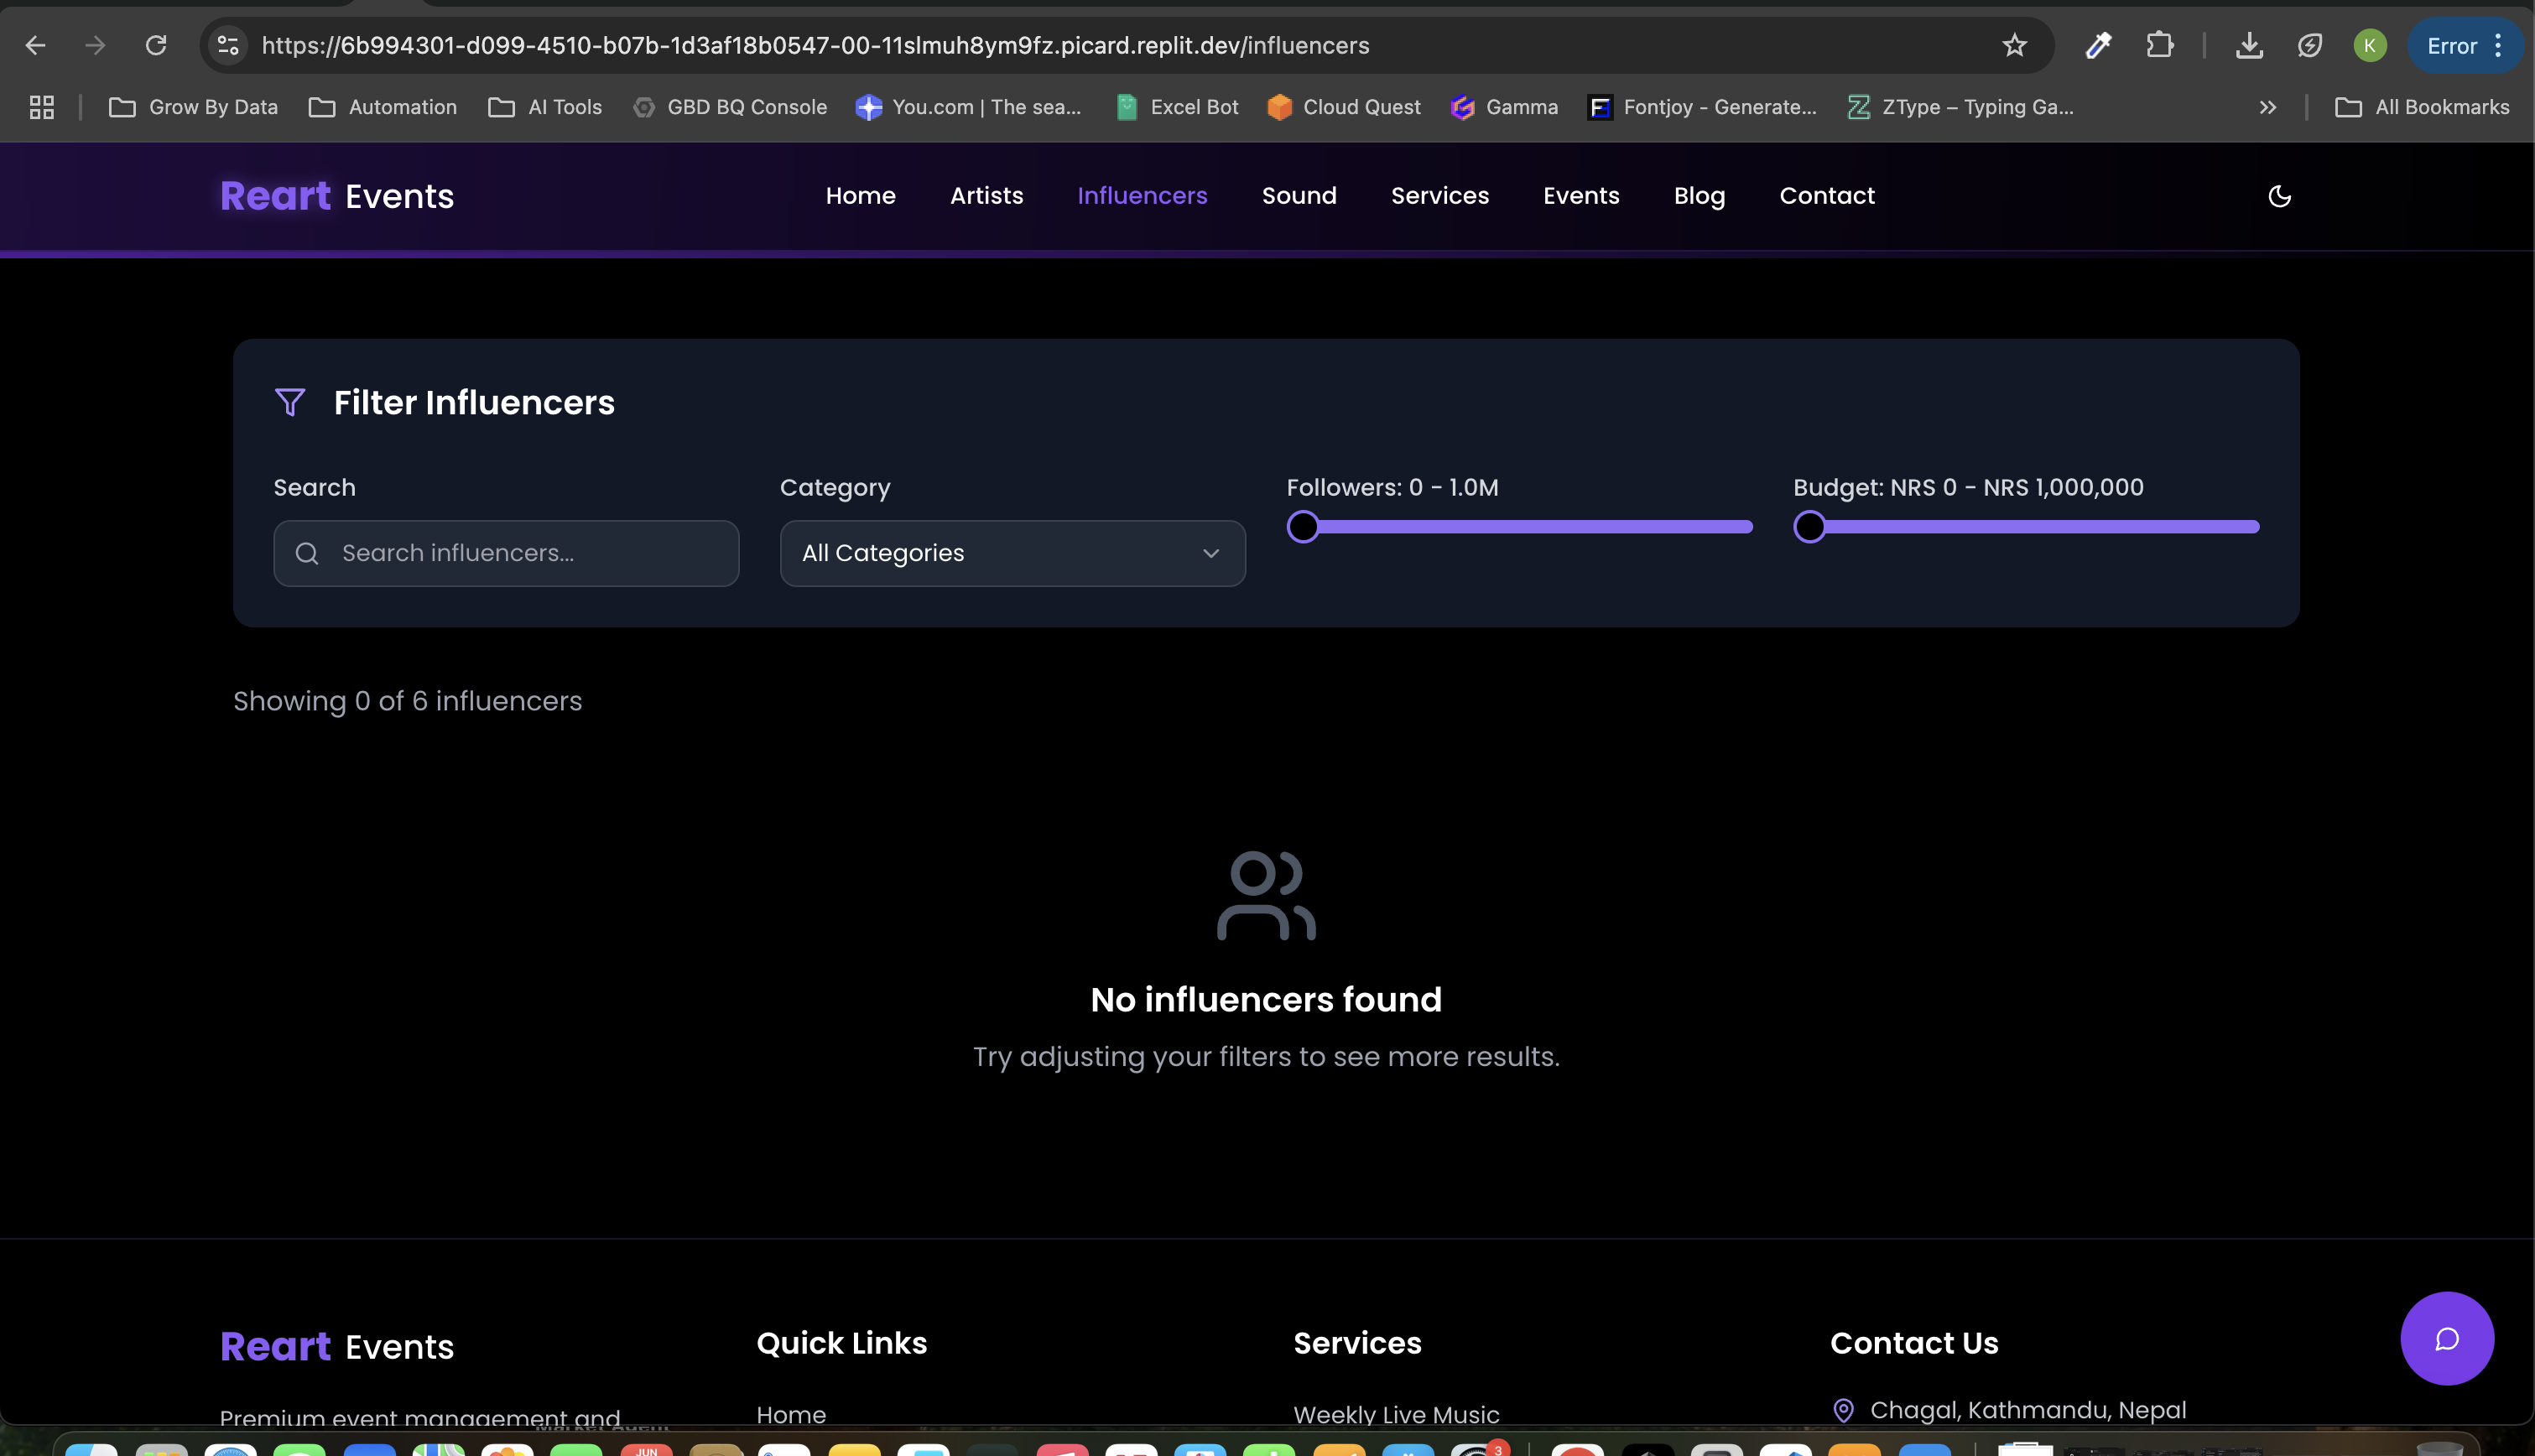 https://6b994301-d099-4510-b07b-1d3af18b0547-00-11slmuh8ym9fz.picard.replit.dev/influencers
K
Error
Grow By Data
Automation
AI Tools
GBD BQ Console
You.com | The sea...
Excel Bot
Cloud Quest
Gamma
Fontjoy - Generate...
ZType – Typing Ga...
All Bookmarks
Reart Events
Home
Artists
Influencers
Sound
Services
Events
Blog
Contact
Filter Influencers
Search
Category
Followers: 0 - 1.0M
Budget: NRS 0 - NRS 1,000,000
Search influencers...
All Categories
Showing 0 of 6 influencers
No influencers found
Try adjusting your filters to see more results.
Reart Events
Quick Links
Services
Contact Us
Premium event management and
Home
Weekly Live Music
Chagal, Kathmandu, Nepal
JUN
3